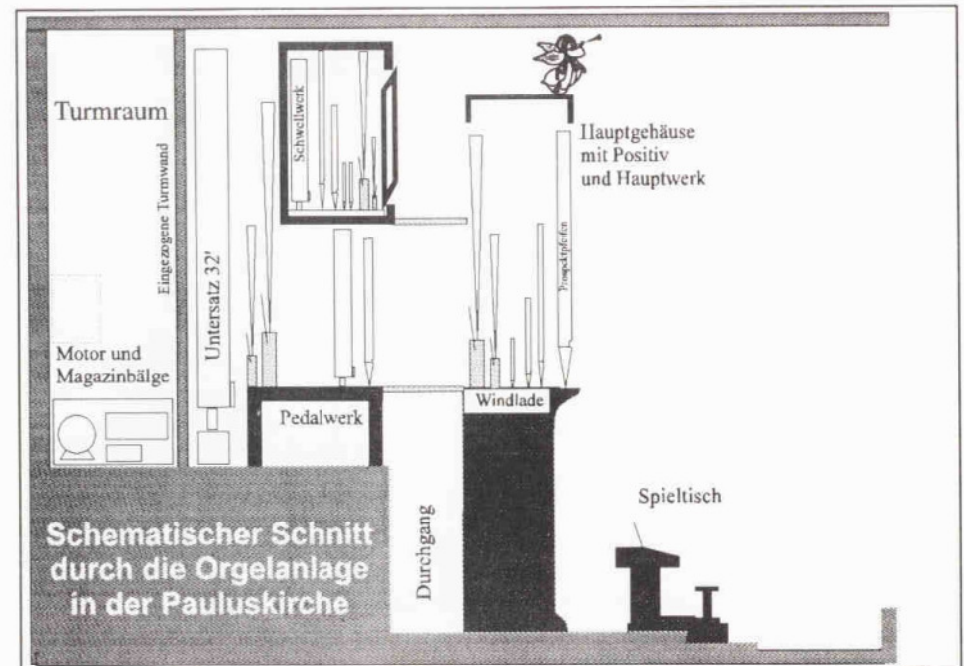 Turmraum
Eingezogene Turmwand
Motor und
Magazinbälge
Untersatz 32'
Schwellwerk
Pedalwerk
Hauptgehäuse
mit Positiv
und Hauptwerk
Prospektpfeifen
Windlade
Durchgang
Spieltisch
Schematischer Schnitt
durch die Orgelanlage
in der Pauluskirche